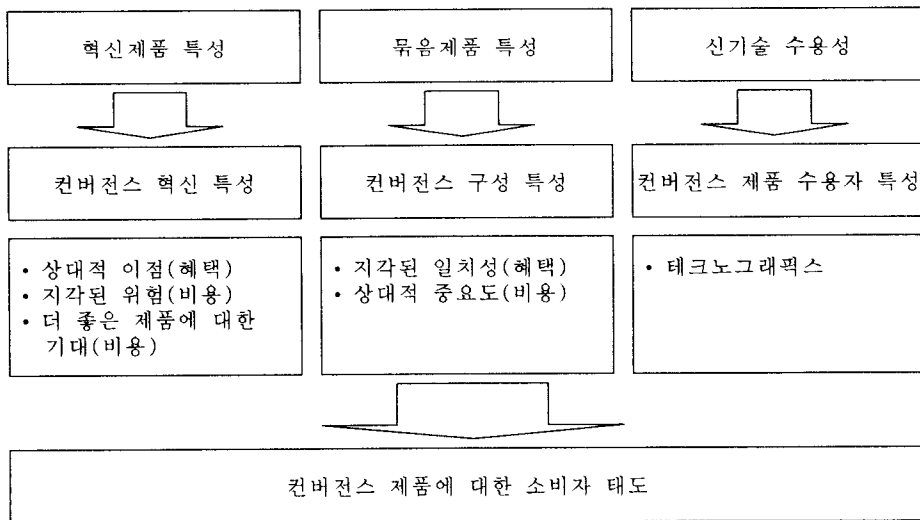 혁신제품 특성
묶음제품 특성
신기술 수용성
컨버전스 혁신 특성
컨버전스 구성 특성
컨버전스 제품 수용자 특성
• 상대적 이점(혜택)
• 지각된 위험(비용)
• 더 좋은 제품에 대한
기대(비용)
• 지각된 일치성(혜택)
• 상대적 중요도(비용)
• 테크노그래픽스
컨버전스 제품에 대한 소비자 태도